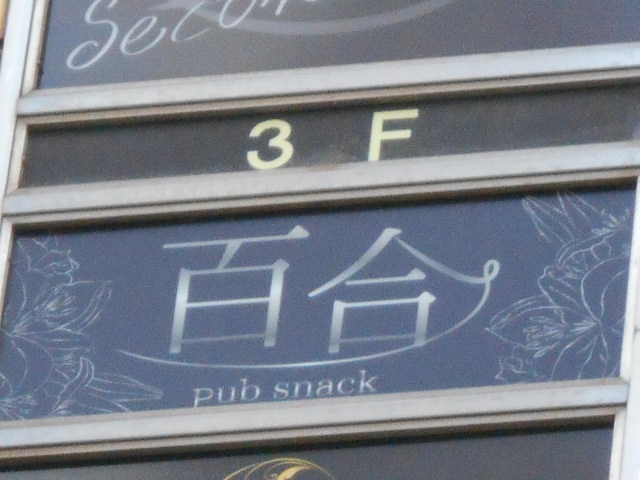 3 F
百合
Pub snack